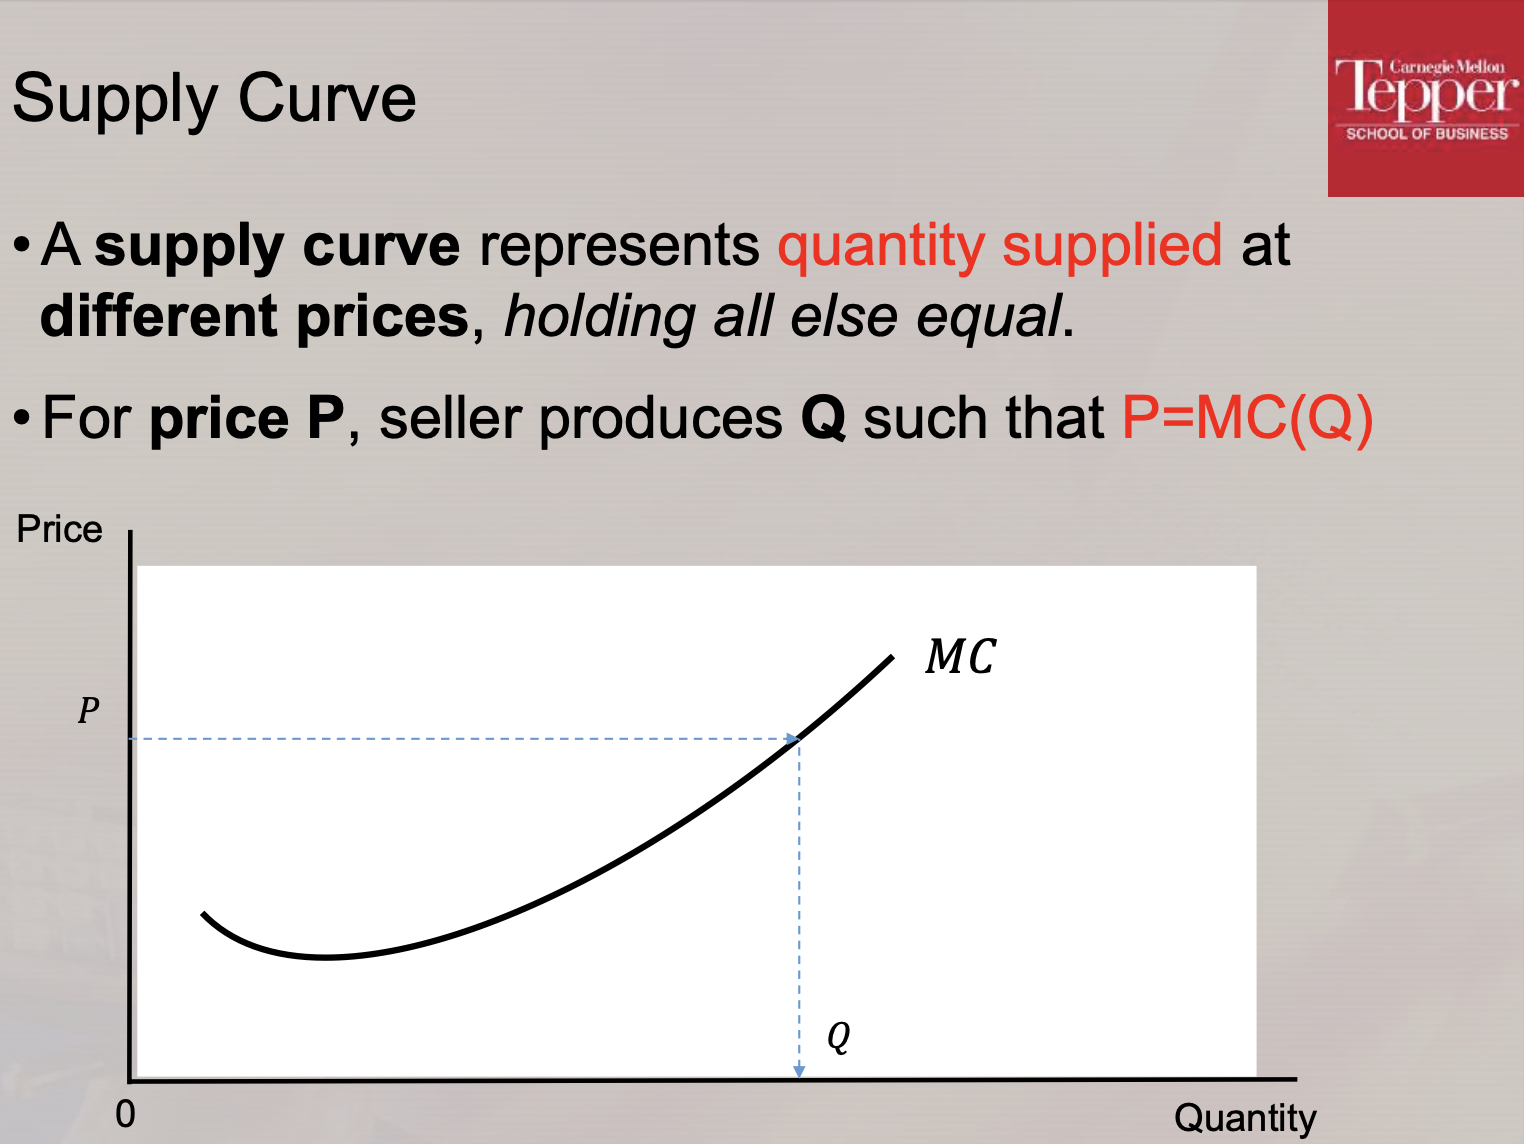 Supply Curve
Carnegie Mellon
Tepper
SCHOOL OF BUSINESS
• A supply curve represents quantity supplied at
different prices, holding all else equal.
• For price P, seller produces Q such that P=MC(Q)
Price
MC
P
Q
0
Quantity